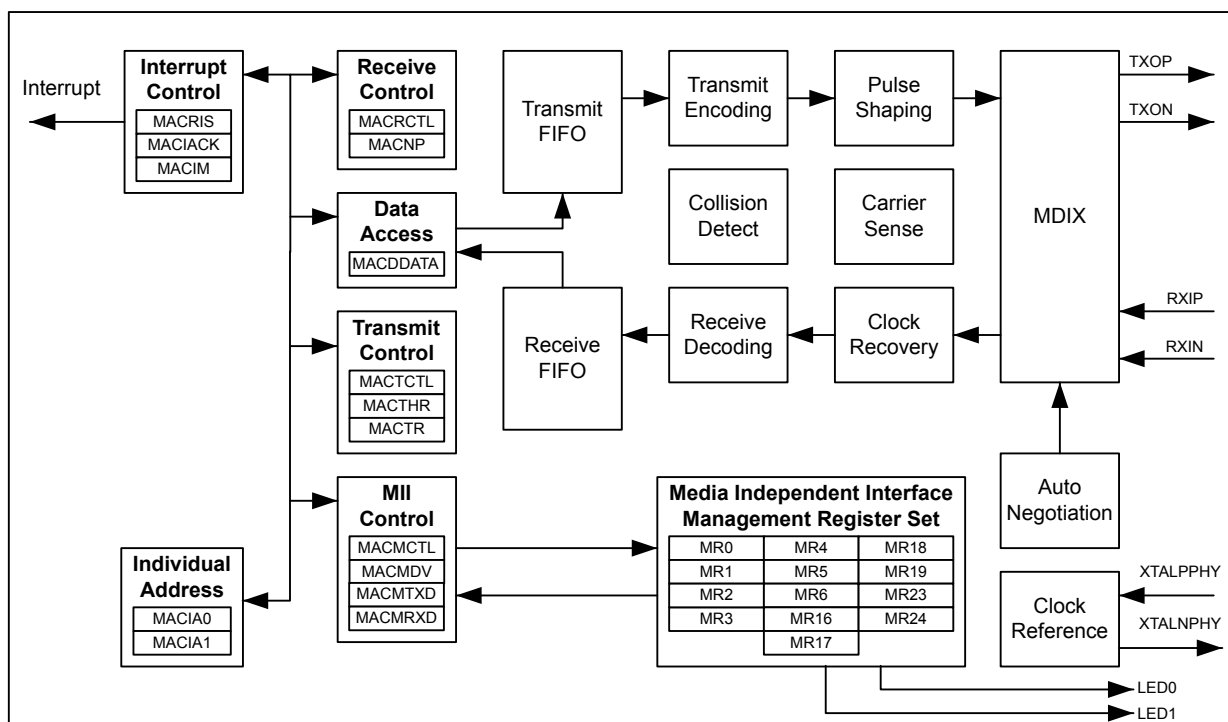 Interrupt
Interrupt
Control
MACRIS
MACIACK
MACIM
Receive
Control
MACRCTL
MACNP
Data
Access
MACDDATA
Transmit
Control
MACTCTL
MACTHR
MACTR
MII
Control
MACMCTL
MACMDV
MACMTXD
MACMRXD
Individual
Address
MACIA0
MACIA1
Transmit
FIFO
Receive
FIFO
Transmit
Encoding
Pulse
Shaping
Collision
Detect
Carrier
Sense
Receive
Decoding
Clock
Recovery
MDIX
TXOP
TXON
RXIP
RXIN
Auto
Negotiation
Media Independent Interface
Management Register Set
MR0 MR4 MR18
MR1 MR5 MR19
MR2 MR6 MR23
MR3 MR16 MR24
MR17
Clock
Reference
XTALPPHY
XTALNPHY
LED0
LED1